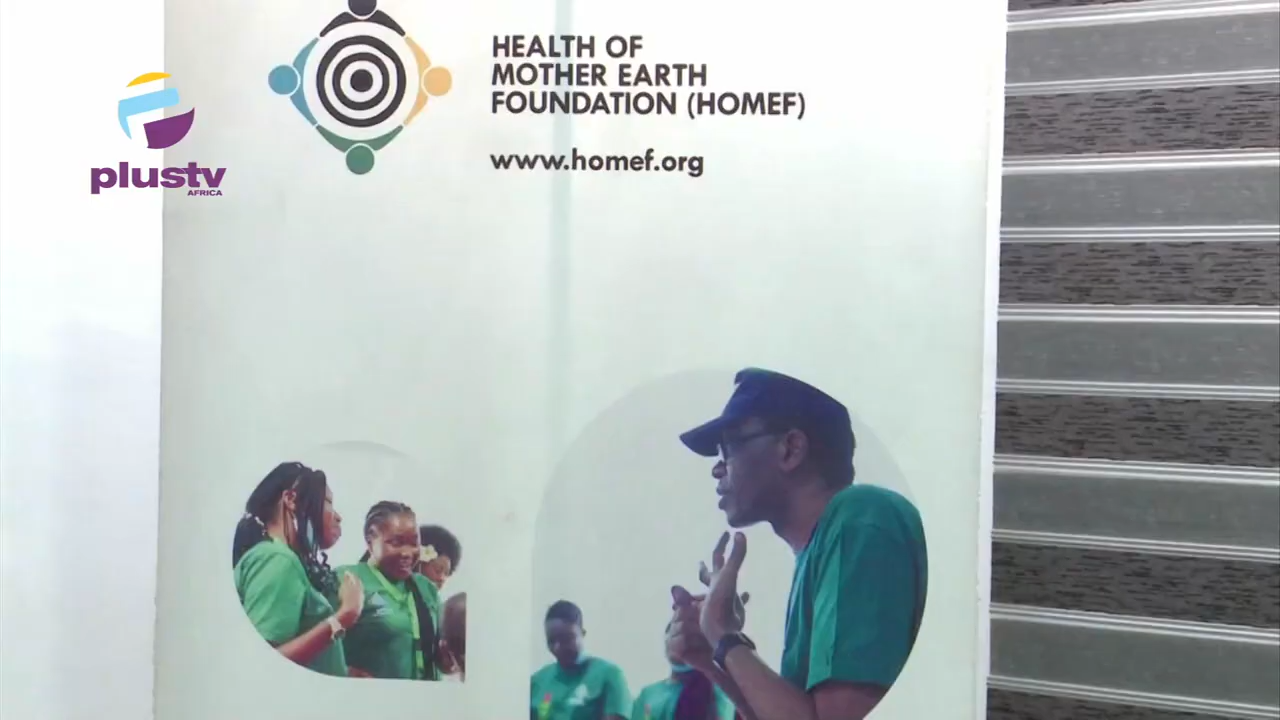 HEALTH OF
MOTHER EARTH
FOUNDATION (HOMEF)
www.homef.org
plustv
AFRICA